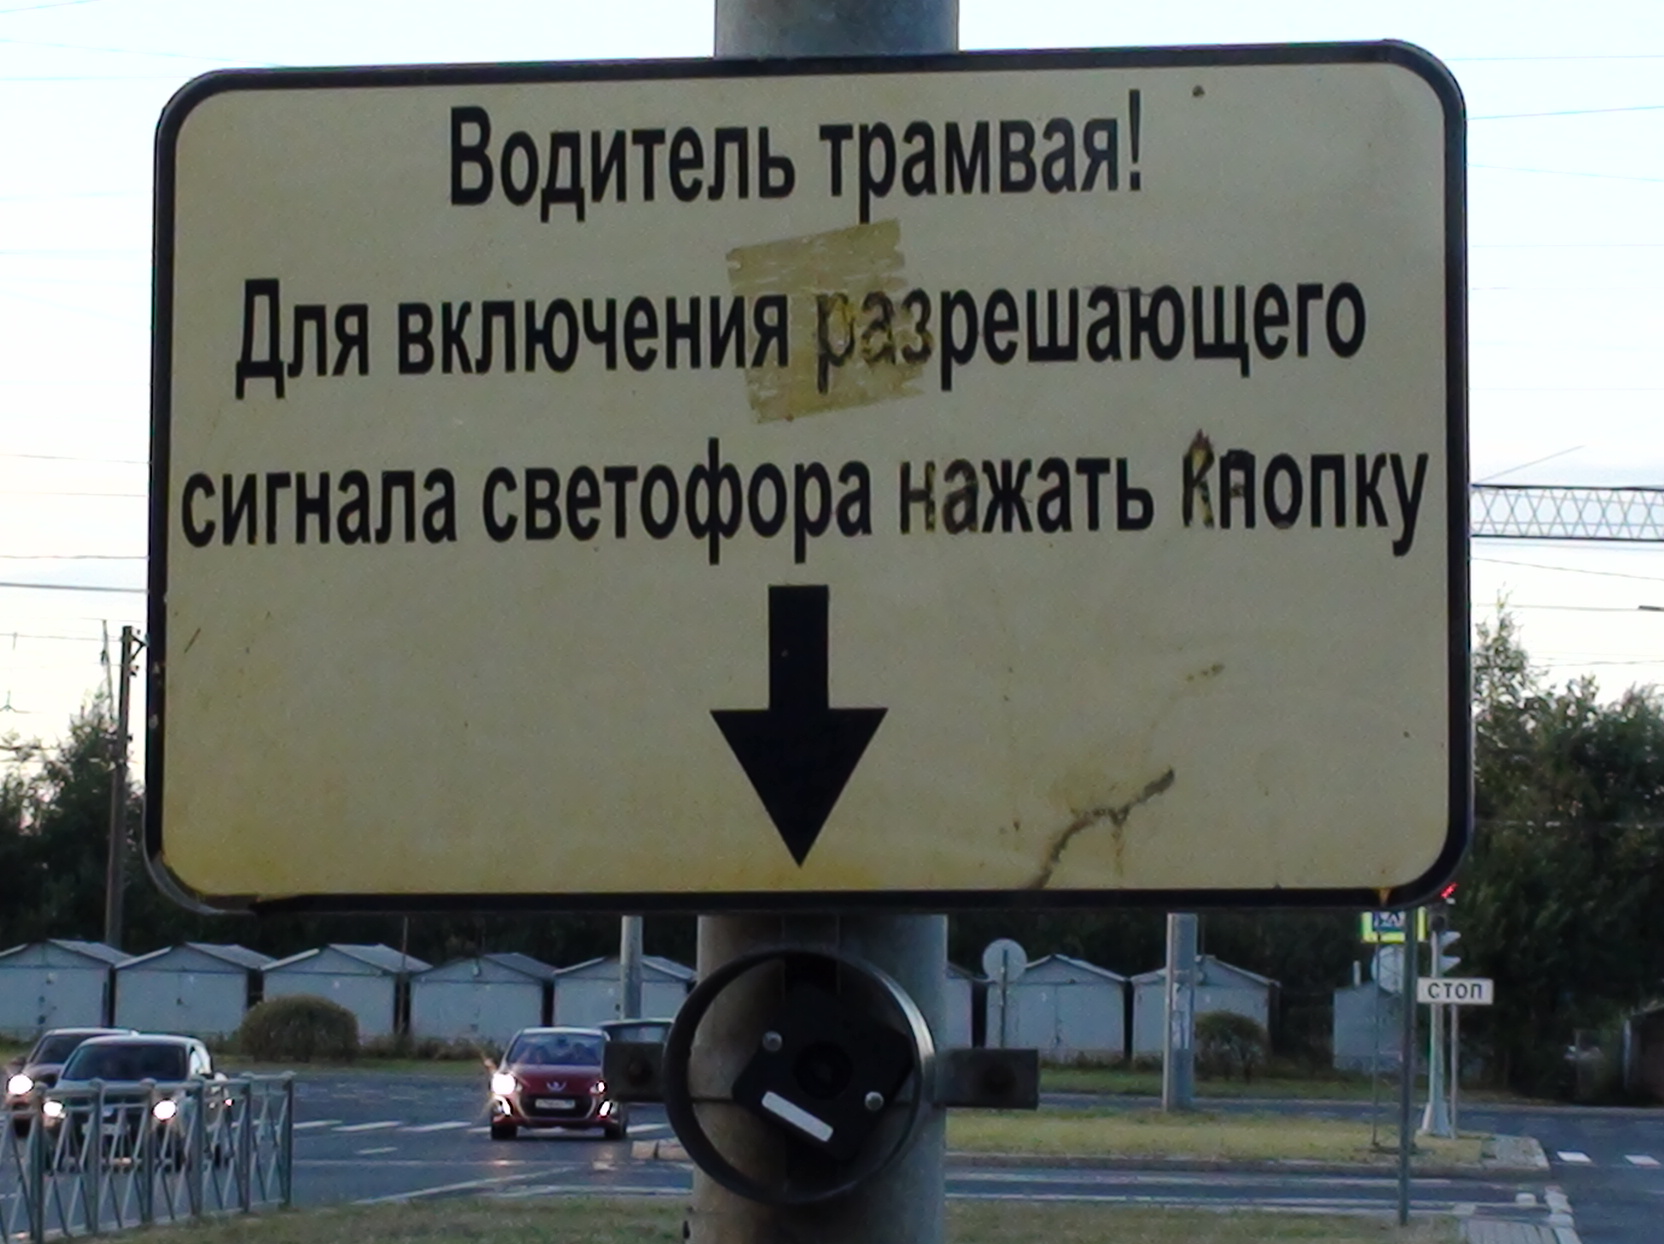 Водитель трамвая!
Для включения разрешающего
сигнала светофора нажать кнопку
СТОП